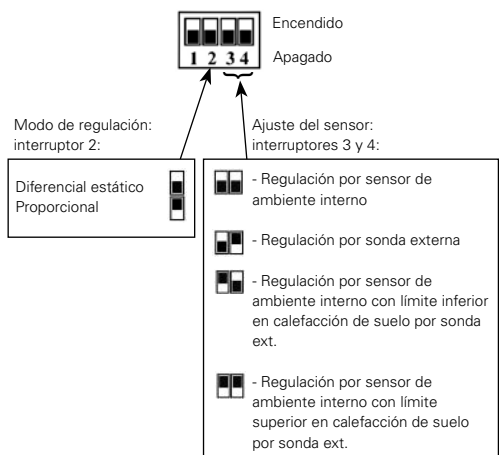 Encendido
1 2 3 4
Apagado
Modo de regulación:
interruptor 2:
Diferencial estático
Proporcional
Ajuste del sensor:
interruptores 3 y 4:
- Regulación por sensor de
ambiente interno
- Regulación por sonda externa
- Regulación por sensor de
ambiente interno con límite inferior
en calefacción de suelo por sonda
ext.
- Regulación por sensor de
ambiente interno con límite
superior en calefacción de suelo
por sonda ext.